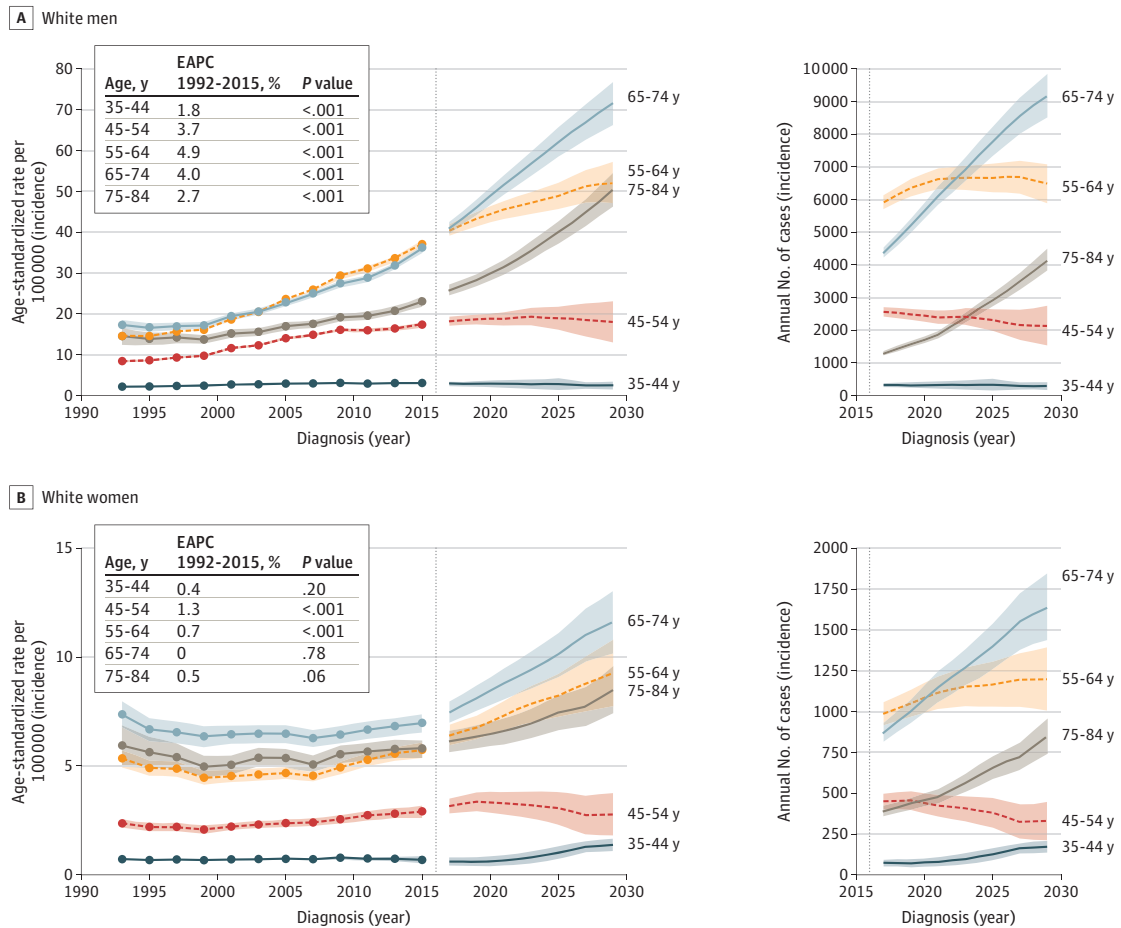 A White men
EAPC
Age, y 1992-2015, % P value
35-44 1.8 <.001
45-54 3.7 <.001
55-64 4.9 <.001
65-74 4.0 <.001
75-84 2.7 <.001
Age-standardized rate per
100 000 (incidence)
80
70
60
50
40
30
20
10
0
1990 1995 2000 2005 2010 2015 2020 2025 2030
Diagnosis (year)
65-74 y
55-64 y
75-84 y
45-54 y
35-44 y
Annual No. of cases (incidence)
10 000
9000
8000
7000
6000
5000
4000
3000
2000
1000
0
2015 2020 2025 2030
Diagnosis (year)
65-74 y
55-64 y
75-84 y
45-54 y
35-44 y
B White women
EAPC
Age, y 1992-2015, % P value
35-44 0.4 .20
45-54 1.3 <.001
55-64 0.7 <.001
65-74 0 .78
75-84 0.5 .06
Age-standardized rate per
100 000 (incidence)
15
10
5
0
1990 1995 2000 2005 2010 2015 2020 2025 2030
Diagnosis (year)
65-74 y
55-64 y
75-84 y
45-54 y
35-44 y
Annual No. of cases (incidence)
2000
1750
1500
1250
1000
750
500
250
0
2015 2020 2025 2030
Diagnosis (year)
65-74 y
55-64 y
75-84 y
45-54 y
35-44 y